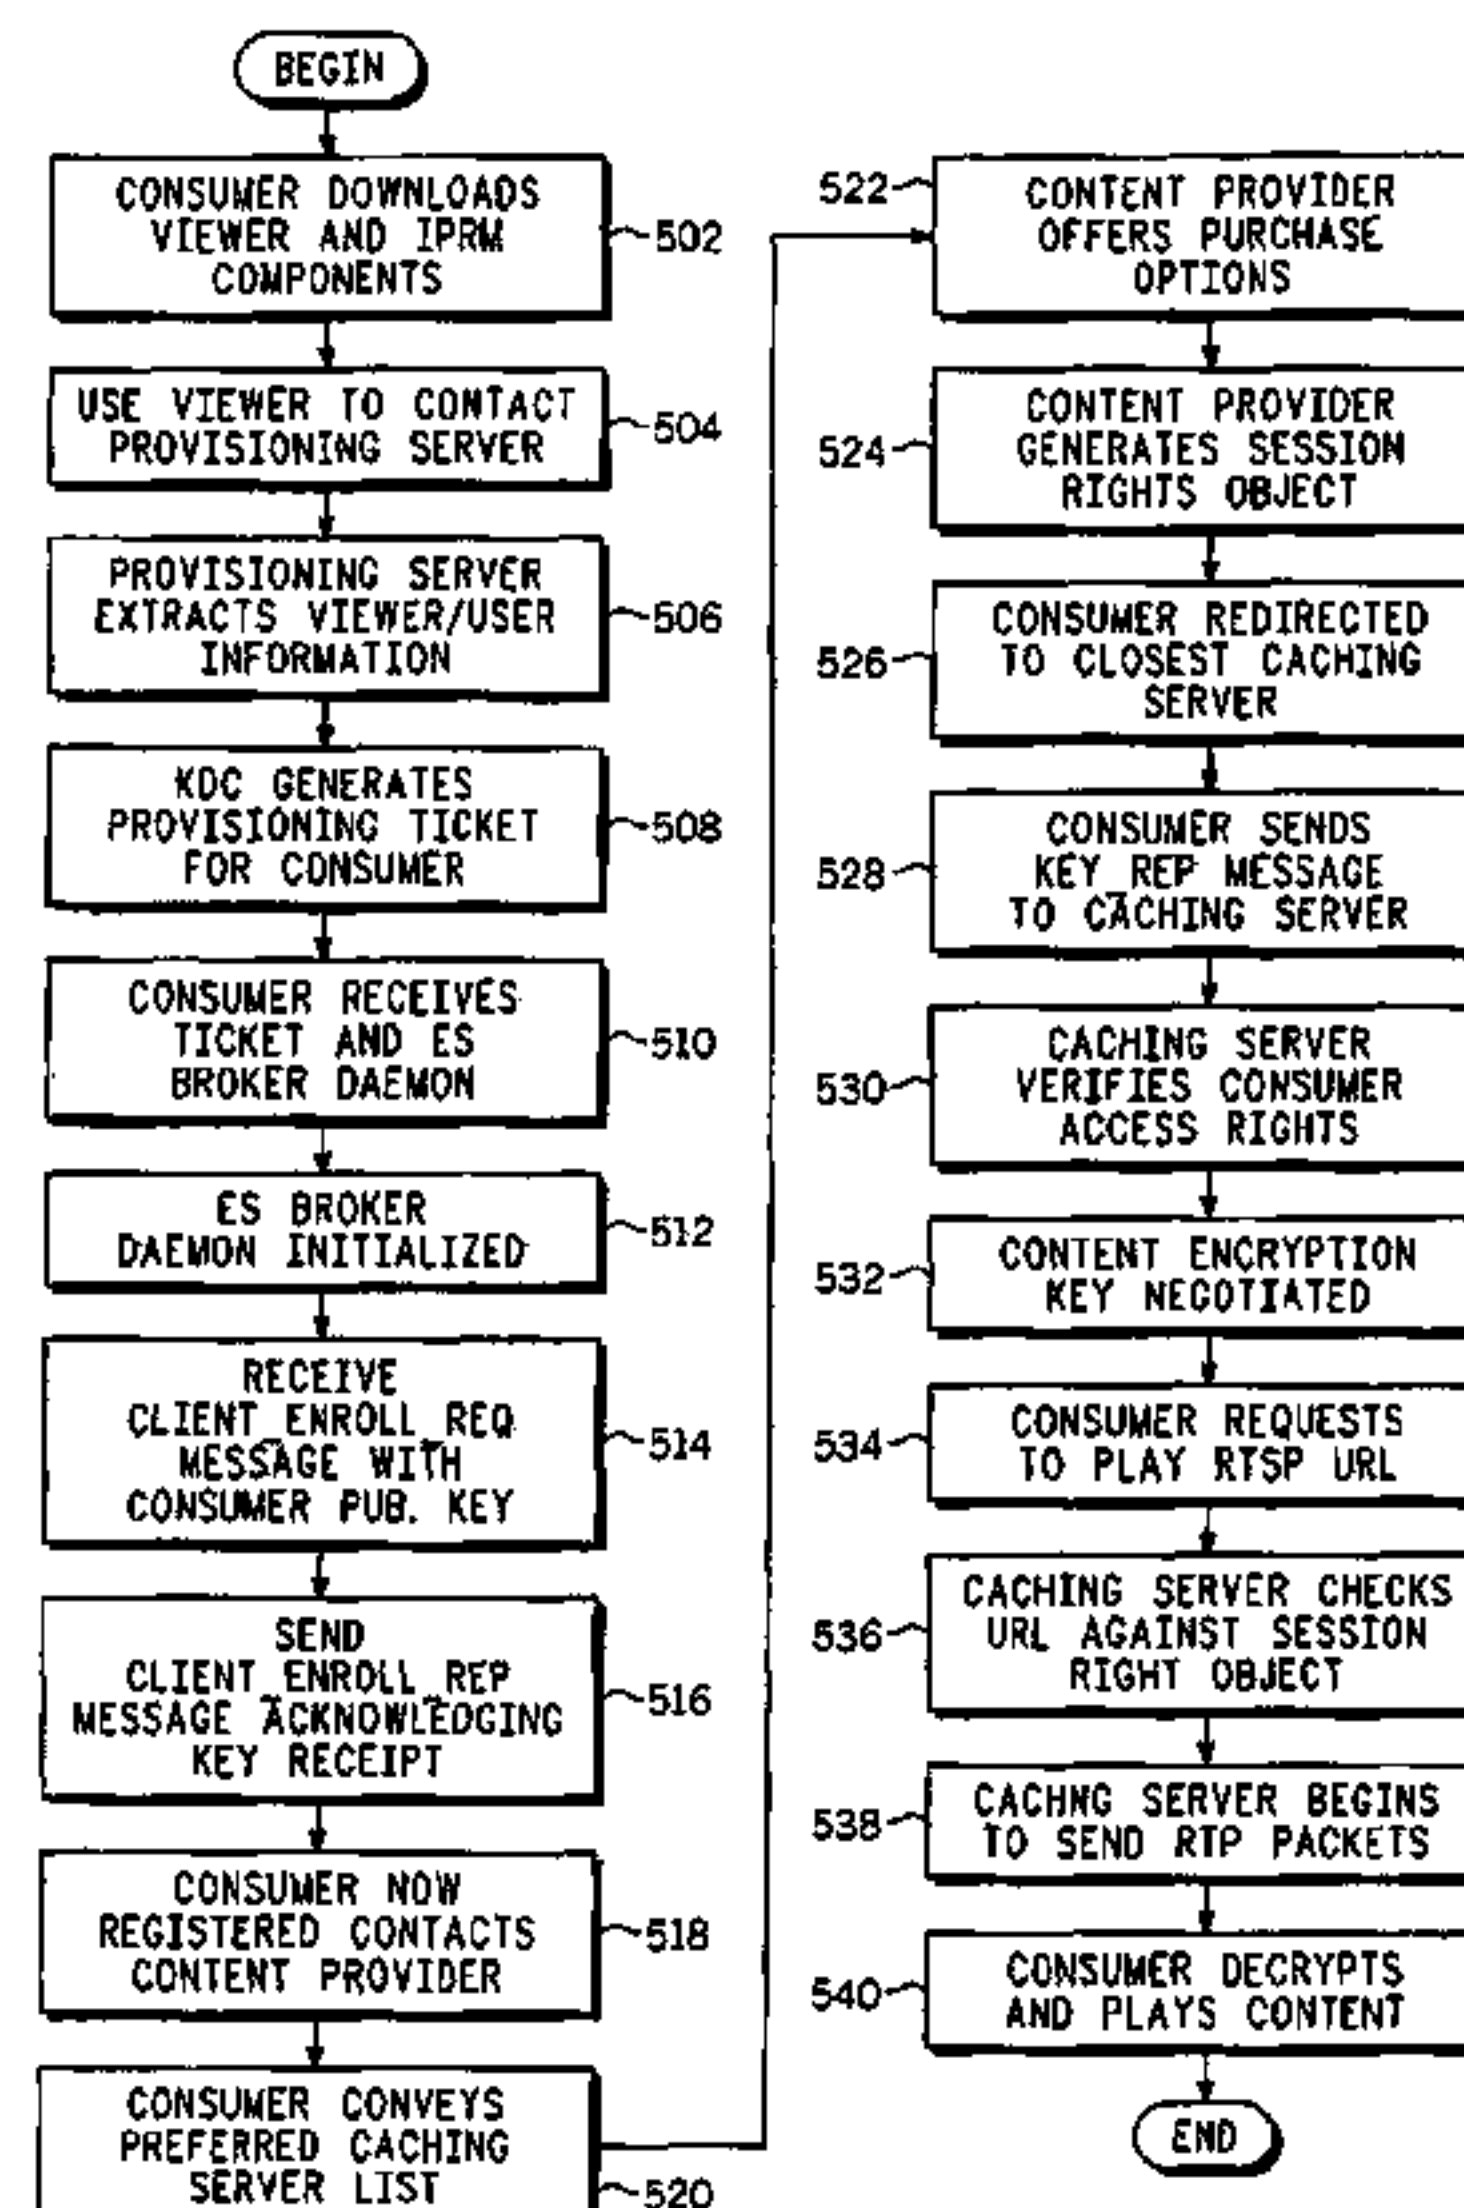 BEGIN
CONSUMER DOWNLOADS
VIEWER AND IPRM
COMPONENTS
502
USE VIEWER TO CONTACT
PROVISIONING SERVER
504
PROVISIONING SERVER
EXTRACTS VIEWER/USER
INFORMATION
506
KDC GENERATES
PROVISIONING TICKET
FOR CONSUMER
508
CONSUMER RECEIVES
TICKET AND ES
BROKER DAEMON
510
ES BROKER
DAEMON INITIALIZED
512
RECEIVE
CLIENT_ENROLL_REQ
MESSAGE WITH
CONSUMER PUB. KEY
514
SEND
CLIENT_ENROLL_REP
MESSAGE ACKNOWLEDGING
KEY RECEIPT
516
CONSUMER NOW
REGISTERED CONTACTS
CONTENT PROVIDER
518
CONSUMER CONVEYS
PREFERRED CACHING
SERVER LIST
520
522
CONTENT PROVIDER
OFFERS PURCHASE
OPTIONS
524
CONTENT PROVIDER
GENERATES SESSION
RIGHTS OBJECT
526
CONSUMER REDIRECTED
TO CLOSEST CACHING
SERVER
528
CONSUMER SENDS
KEY_REP MESSAGE
TO CACHING SERVER
530
CACHING SERVER
VERIFIES CONSUMER
ACCESS RIGHTS
532
CONTENT ENCRYPTION
KEY NEGOTIATED
534
CONSUMER REQUESTS
TO PLAY RTSP URL
536
CACHING SERVER CHECKS
URL AGAINST SESSION
RIGHT OBJECT
538
CACHNG SERVER BEGINS
TO SEND RTP PACKETS
540
CONSUMER DECRYPTS
AND PLAYS CONTENT
END